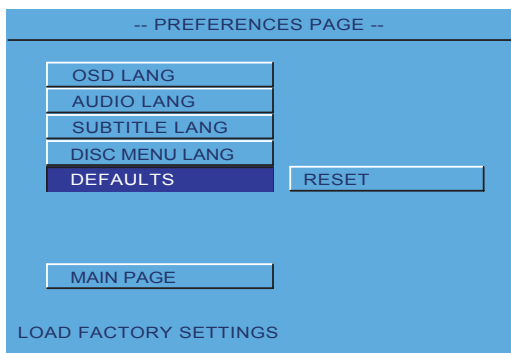 -- PREFERENCES PAGE --
OSD LANG
AUDIO LANG
SUBTITLE LANG
DISC MENU LANG
DEFAULTS RESET
MAIN PAGE
LOAD FACTORY SETTINGS